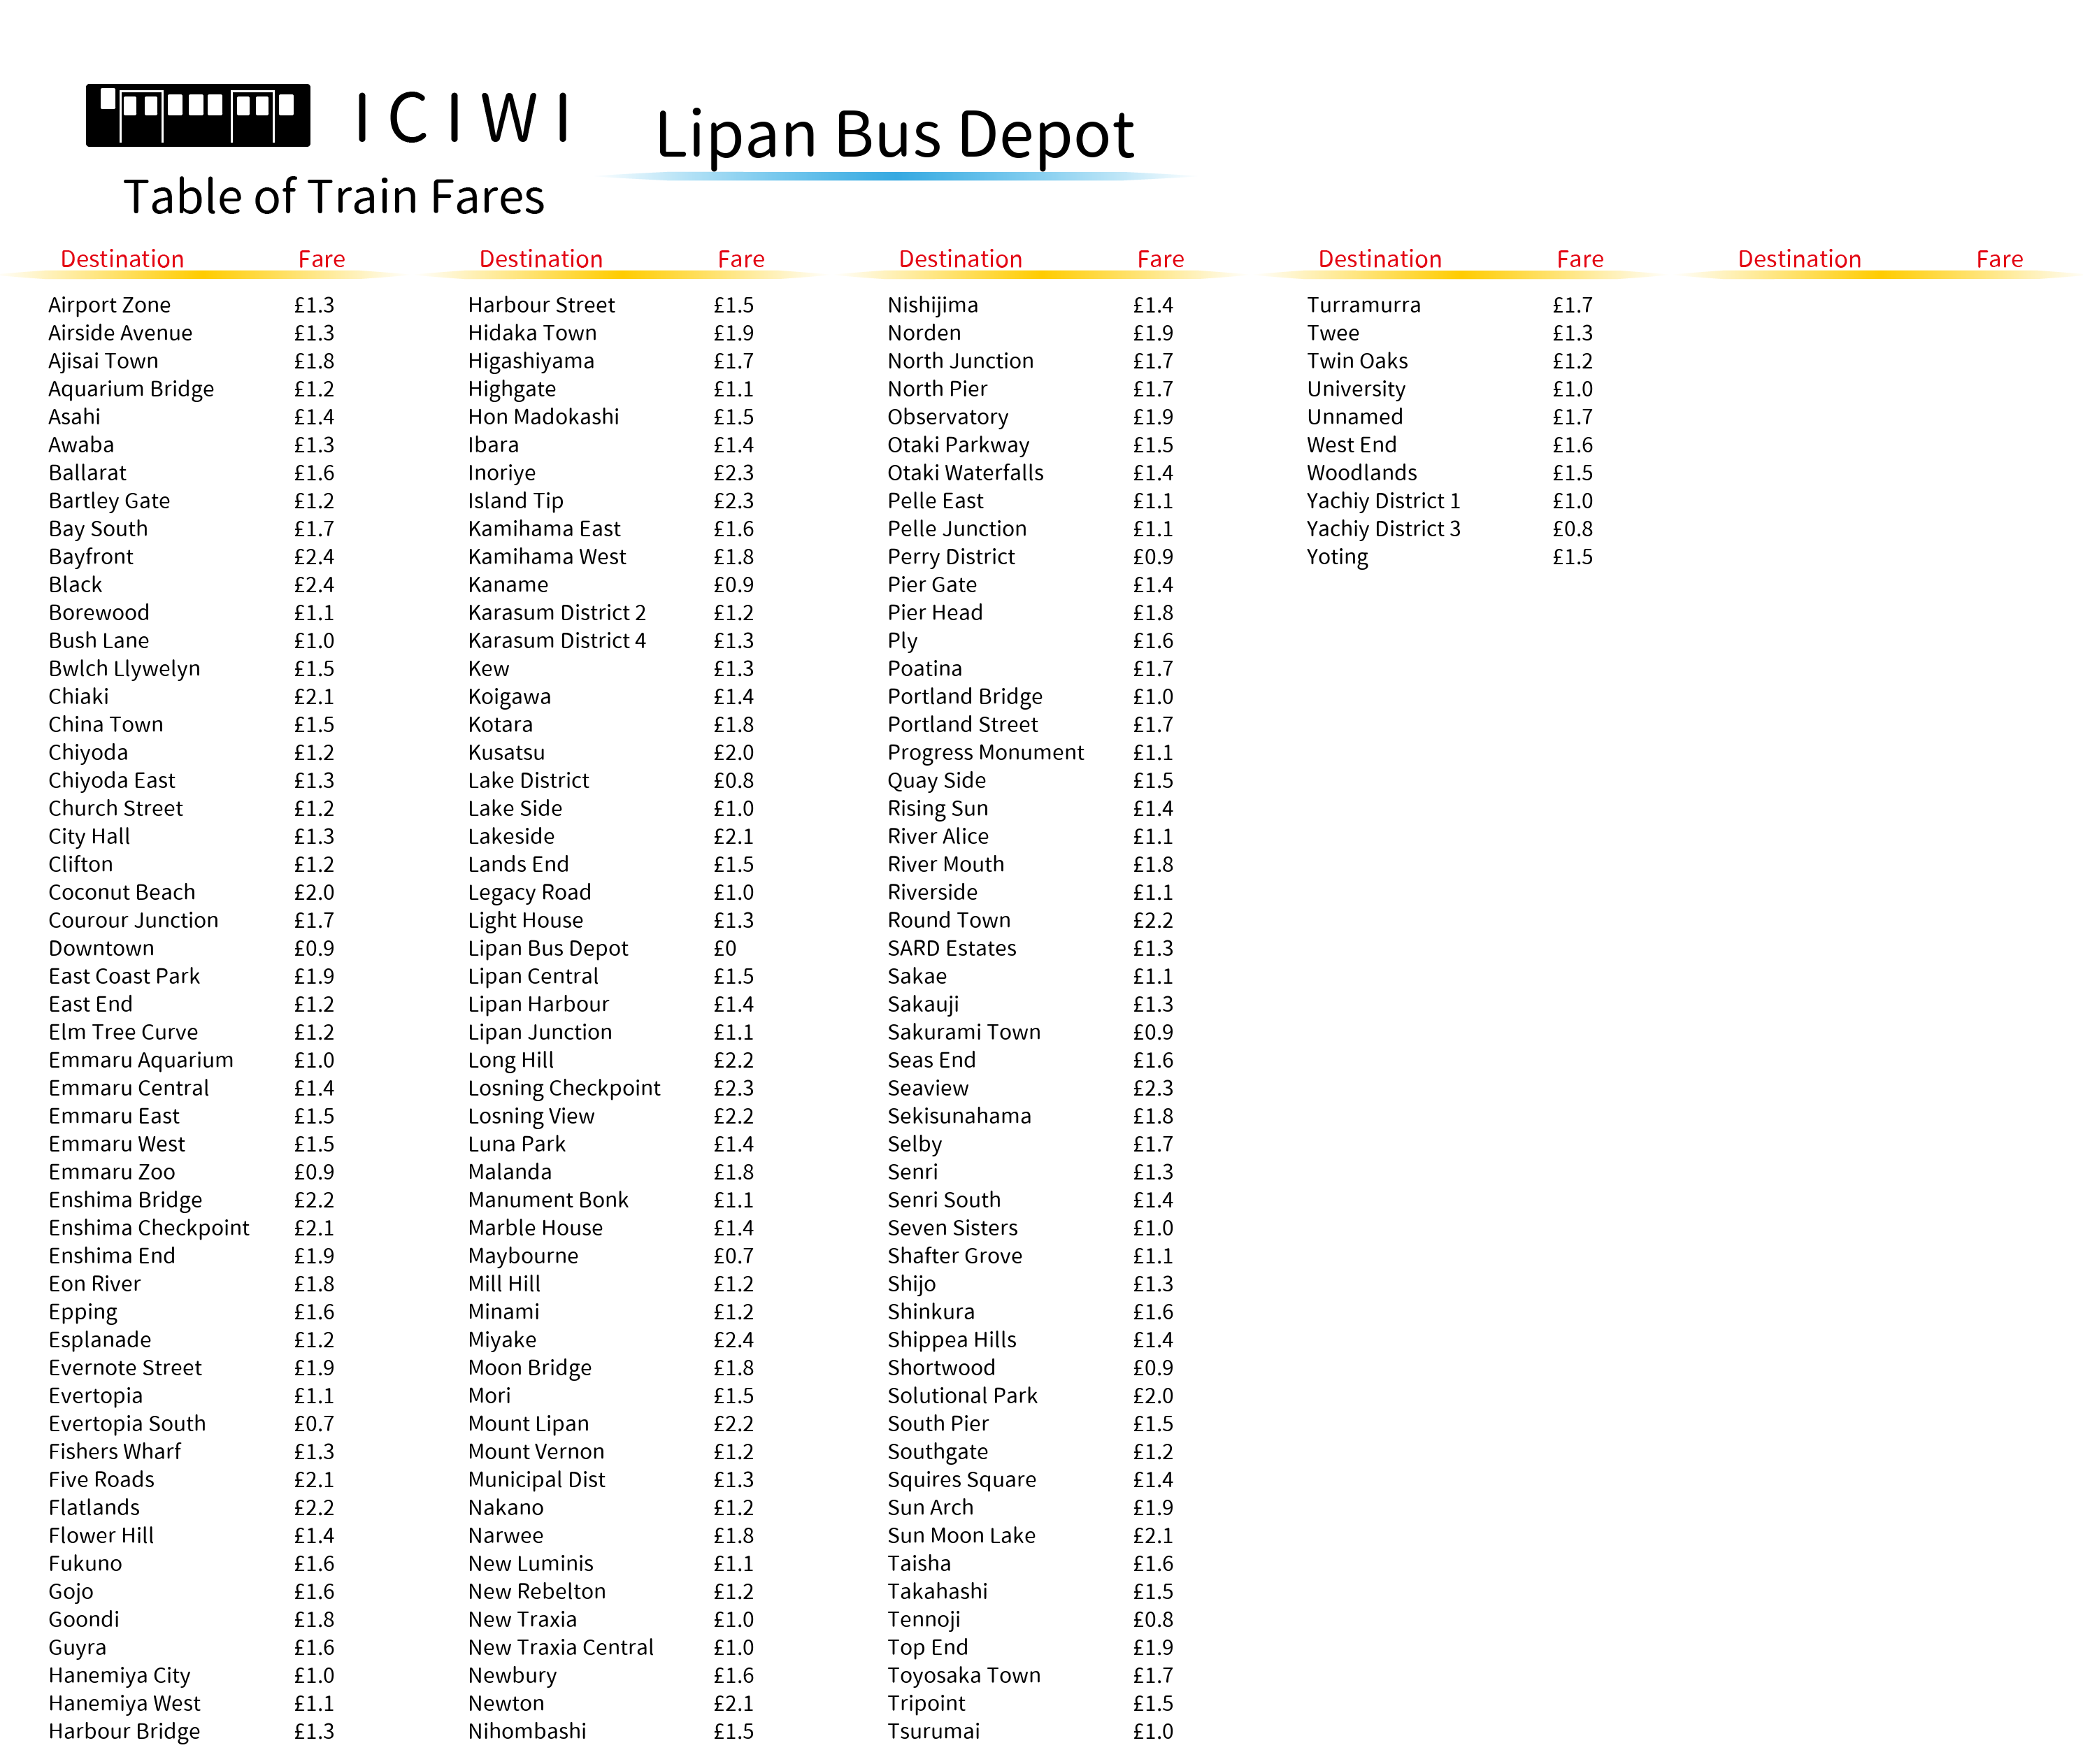 ICIWI
Lipan Bus Depot
Table of Train Fares
Destination Fare
Airport Zone £1.3
Airside Avenue £1.3
Ajisai Town £1.8
Aquarium Bridge £1.2
Asahi £1.4
Awaba £1.3
Ballarat £1.6
Bartley Gate £1.2
Bay South £1.7
Bayfront £2.4
Black £2.4
Borewood £1.1
Bush Lane £1.0
Bwlch Llywelyn £1.5
Chiaki £2.1
China Town £1.5
Chiyoda £1.2
Chiyoda East £1.3
Church Street £1.2
City Hall £1.3
Clifton £1.2
Coconut Beach £2.0
Courour Junction £1.7
Downtown £0.9
East Coast Park £1.9
East End £1.2
Elm Tree Curve £1.2
Emmaru Aquarium £1.0
Emmaru Central £1.4
Emmaru East £1.5
Emmaru West £1.5
Emmaru Zoo £0.9
Enshima Bridge £2.2
Enshima Checkpoint £2.1
Enshima End £1.9
Eon River £1.8
Epping £1.6
Esplanade £1.2
Evernote Street £1.9
Evertopia £1.1
Evertopia South £0.7
Fishers Wharf £1.3
Five Roads £2.1
Flatlands £2.2
Flower Hill £1.4
Fukuno £1.6
Gojo £1.6
Goondi £1.8
Guyra £1.6
Hanemiya City £1.0
Hanemiya West £1.1
Harbour Bridge £1.3
Destination Fare
Harbour Street £1.5
Hidaka Town £1.9
Higashiyama £1.7
Highgate £1.1
Hon Madokashi £1.5
Ibara £1.4
Inoriye £2.3
Island Tip £2.3
Kamihama East £1.6
Kamihama West £1.8
Kaname £0.9
Karasum District 2 £1.2
Karasum District 4 £1.3
Kew £1.3
Koigawa £1.4
Kotara £1.8
Kusatsu £2.0
Lake District £0.8
Lake Side £1.0
Lakeside £2.1
Lands End £1.5
Legacy Road £1.0
Light House £1.3
Lipan Bus Depot £0
Lipan Central £1.5
Lipan Harbour £1.4
Lipan Junction £1.1
Long Hill £2.2
Losning Checkpoint £2.3
Losning View £2.2
Luna Park £1.4
Malanda £1.8
Manument Bonk £1.1
Marble House £1.4
Maybourne £0.7
Mill Hill £1.2
Minami £1.2
Miyake £2.4
Moon Bridge £1.8
Mori £1.5
Mount Lipan £2.2
Mount Vernon £1.2
Municipal Dist £1.3
Nakano £1.2
Narwee £1.8
New Luminis £1.1
New Rebelton £1.2
New Traxia £1.0
New Traxia Central £1.0
Newbury £1.6
Newton £2.1
Nihombashi £1.5
Destination Fare
Nishijima £1.4
Norden £1.9
North Junction £1.7
North Pier £1.7
Observatory £1.9
Otaki Parkway £1.5
Otaki Waterfalls £1.4
Pelle East £1.1
Pelle Junction £1.1
Perry District £0.9
Pier Gate £1.4
Pier Head £1.8
Ply £1.6
Poatina £1.7
Portland Bridge £1.0
Portland Street £1.7
Progress Monument £1.1
Quay Side £1.5
Rising Sun £1.4
River Alice £1.1
River Mouth £1.8
Riverside £1.1
Round Town £2.2
SARD Estates £1.3
Sakae £1.1
Sakauji £1.3
Sakurami Town £0.9
Seas End £1.6
Seaview £2.3
Sekisunahama £1.8
Selby £1.7
Senri £1.3
Senri South £1.4
Seven Sisters £1.0
Shafter Grove £1.1
Shijo £1.3
Shinkura £1.6
Shippea Hills £1.4
Shortwood £0.9
Solutional Park £2.0
South Pier £1.5
Southgate £1.2
Squires Square £1.4
Sun Arch £1.9
Sun Moon Lake £2.1
Taisha £1.6
Takahashi £1.5
Tennoji £0.8
Top End £1.9
Toyosaka Town £1.7
Tripoint £1.5
Tsurumai £1.0
Destination Fare
Turramurra £1.7
Twee £1.3
Twin Oaks £1.2
University £1.0
Unnamed £1.7
West End £1.6
Woodlands £1.5
Yachiy District 1 £1.0
Yachiy District 3 £0.8
Yoting £1.5
Destination Fare